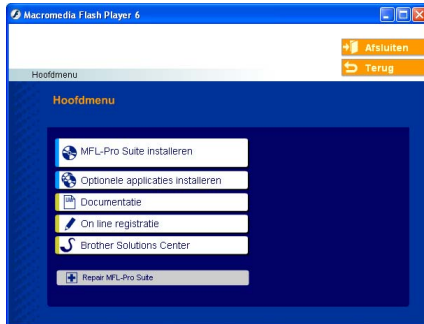 Macromedia Flash Player 6
Afsluiten
Terug
Hoofdmenu
Hoofdmenu
MFL-Pro Suite installeren
Optionele applicaties installeren
Documentatie
On line registratie
Brother Solutions Center
Repair MFL-Pro Suite